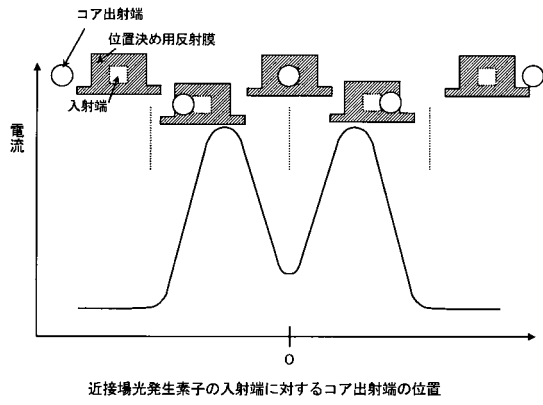 コア出射端
位置決め用反射膜
入射端
電流
0
近接場光発生素子の入射端に対するコア出射端の位置